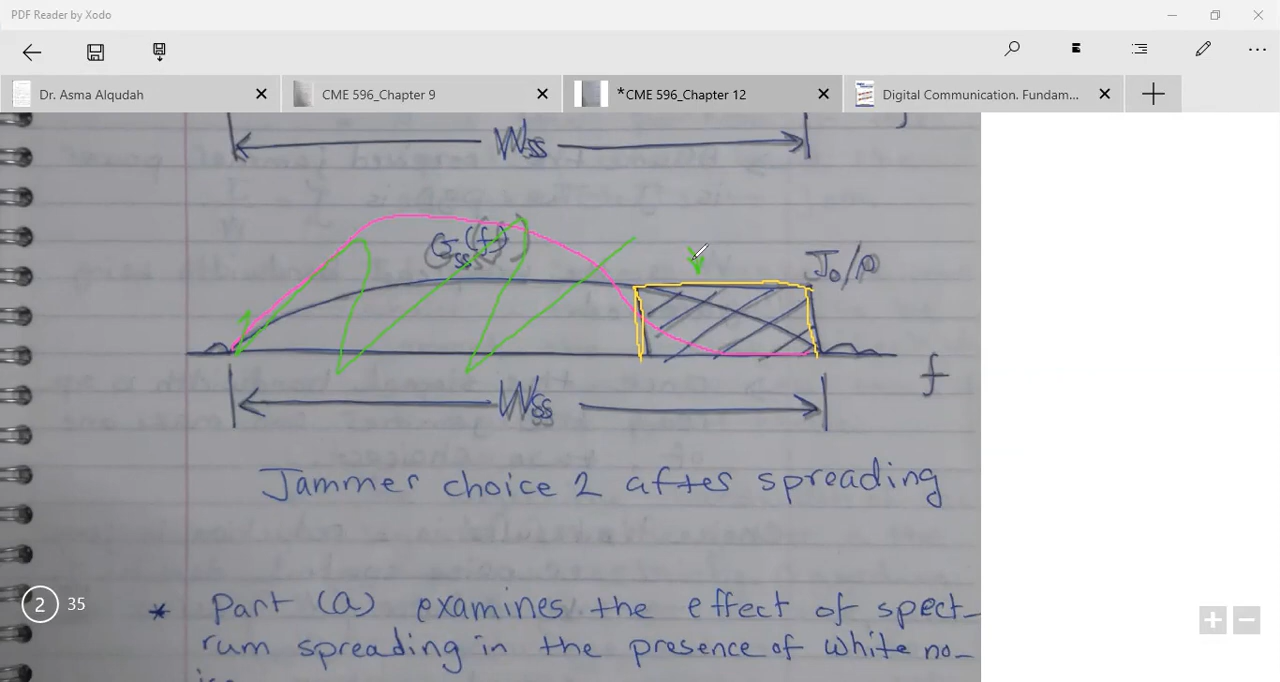 PDF Reader by Xodo
Dr. Asma Alqudah
CME 596_Chapter 9
*CME 596_Chapter 12
Digital Communication. Fundam...
Wss
Gss(f)
J₀/ρ
Wss
f
Jammer choice 2 after spreading
2 35
* Part (a) examines the effect of spect-
rum spreading in the presence of white no-